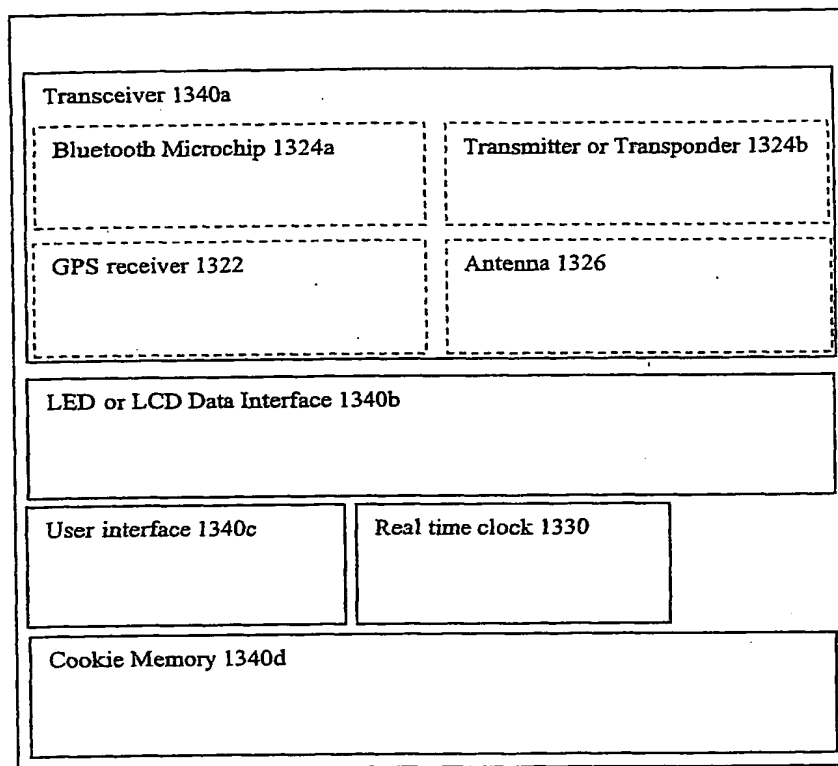 Transceiver 1340a
Bluetooth Microchip 1324a
Transmitter or Transponder 1324b
GPS receiver 1322
Antenna 1326
LED or LCD Data Interface 1340b
User interface 1340c
Real time clock 1330
Cookie Memory 1340d